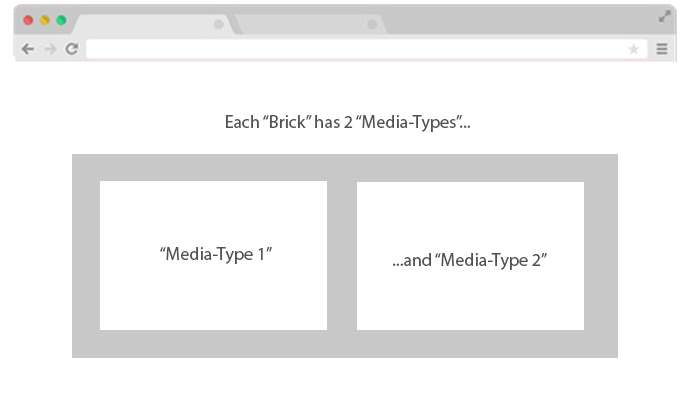 Each “Brick” has 2 “Media-Types”...
“Media-Type 1”
...and “Media-Type 2”